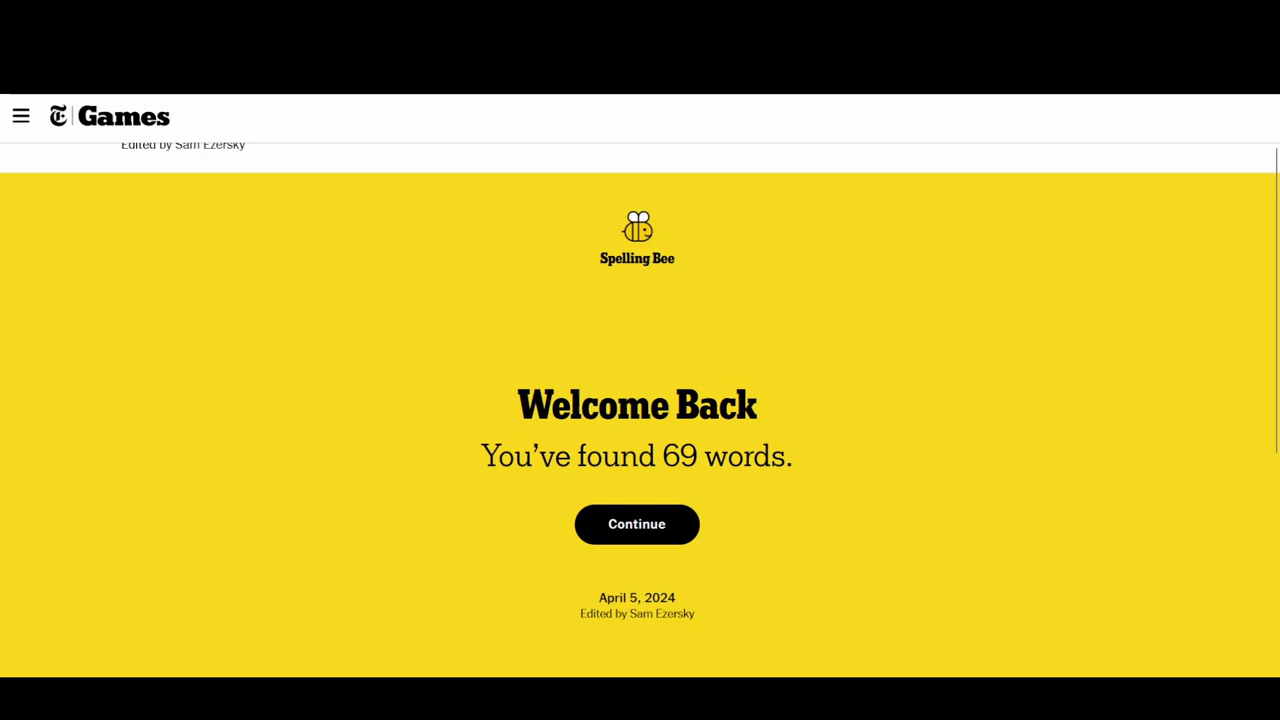 T Games
Edited by Sam Ezersky
Spelling Bee
Welcome Back
You've found 69 words.
Continue
April 5, 2024
Edited by Sam Ezersky